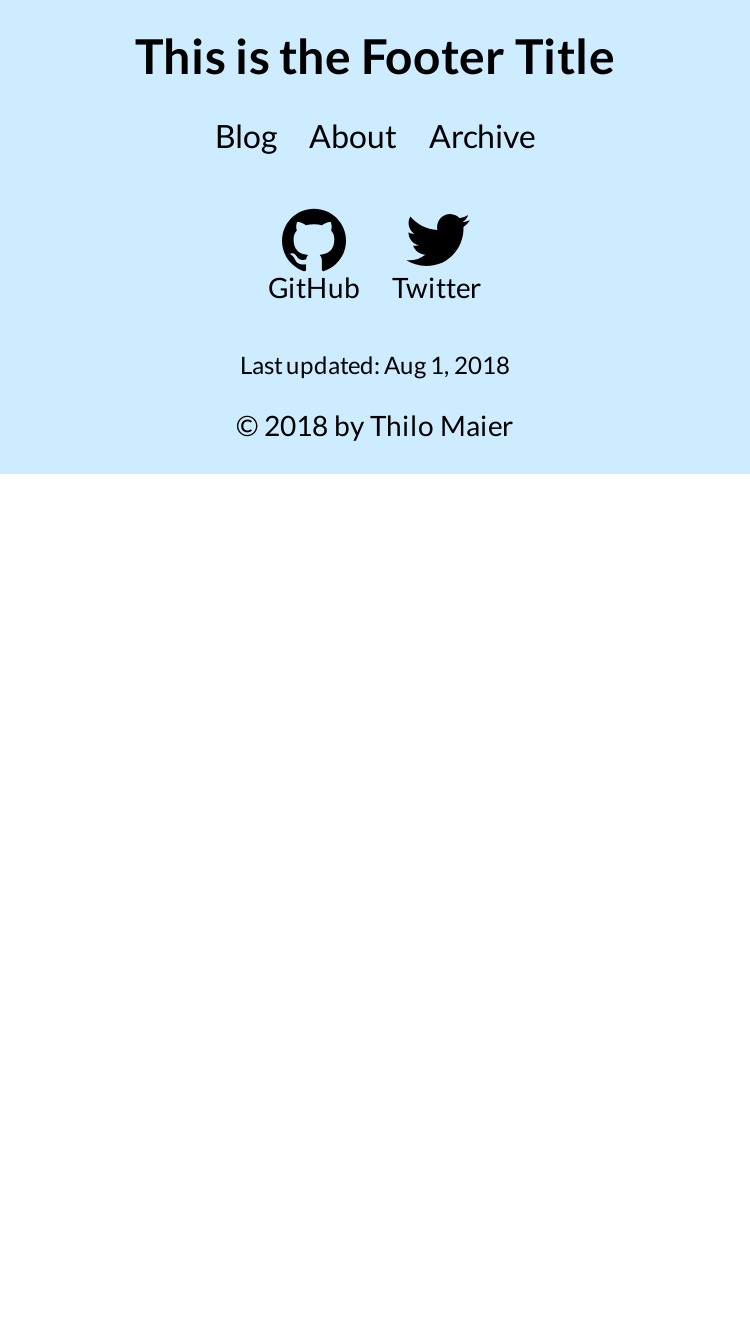 This is the Footer Title
Blog About Archive
GitHub Twitter
Last updated: Aug 1, 2018
© 2018 by Thilo Maier